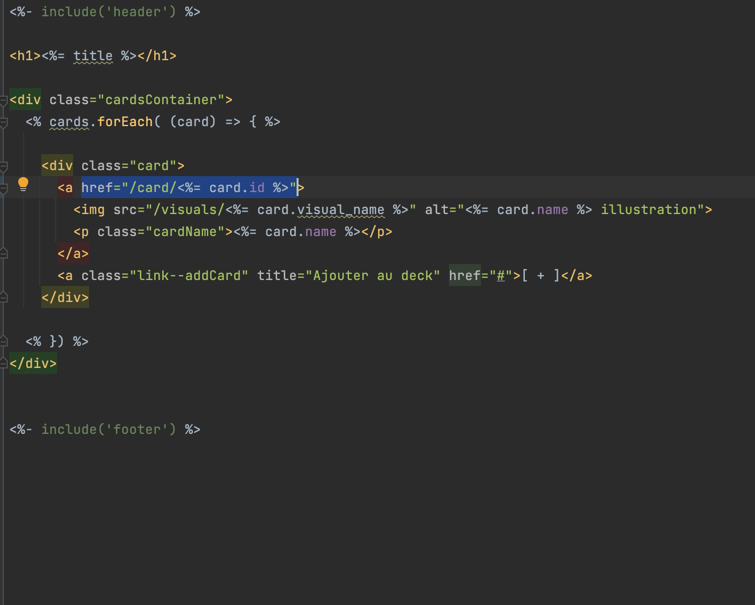 <%- include('header') %>
<h1><%= title %></h1>
<div class="cardsContainer">
<% cards.forEach( (card) => { %>
<div class="card">
<a href="/card/<%= card.id %>">
<img src="/visuals/<%= card.visual_name %>" alt="<%= card.name %> illustration">
<p class="cardName"><%= card.name %></p>
</a>
<a class="link--addCard" title="Ajouter au deck" href="#">[ + ]</a>
</div>
<% }) %>
</div>
<%- include('footer') %>